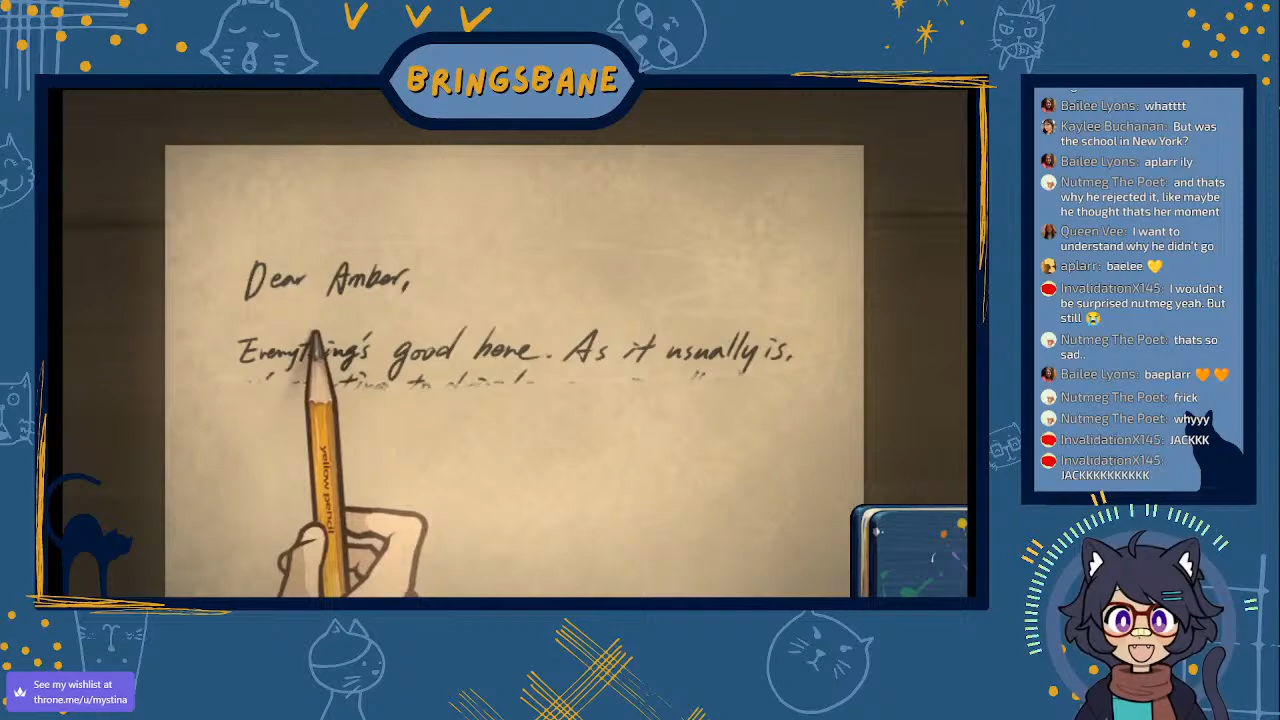 BRINGSBANE
Dear Amber,
Everything's good here. As it usually is.
yellow pencil
Bailee Lyons: whatttt
Kaylee Buchanan: But was
the school in New York?
Bailee Lyons: aplarr ily
Nutmeg The Poet: and thats
why he rejected it, like maybe
he thought thats her moment
Queen Vee: I want to
understand why he didn't go
aplarr: baelee 💛
InvalidationX145: I wouldn't
be surprised nutmeg yeah. But
still 😭
Nutmeg The Poet: thats so
sad..
Bailee Lyons: baeplarr 🧡 🧡
Nutmeg The Poet: frick
Nutmeg The Poet: whyyy
InvalidationX145: JACKKK
InvalidationX145:
JACKKKKKKKKKK
See my wishlist at
throne.me/u/mystina